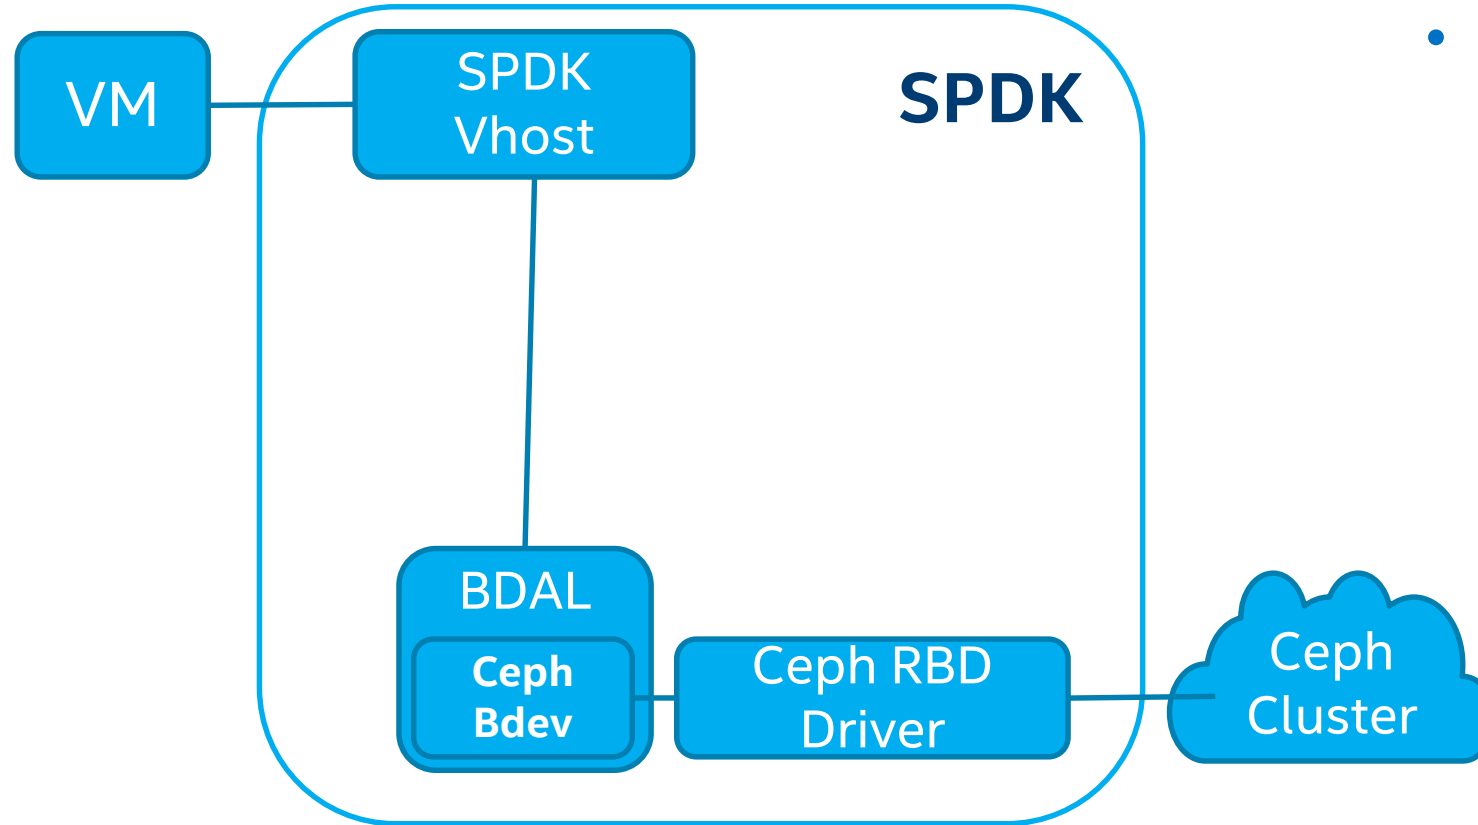 VM
SPDK
Vhost
SPDK
BDAL
Ceph
Bdev
Ceph RBD
Driver
Ceph
Cluster